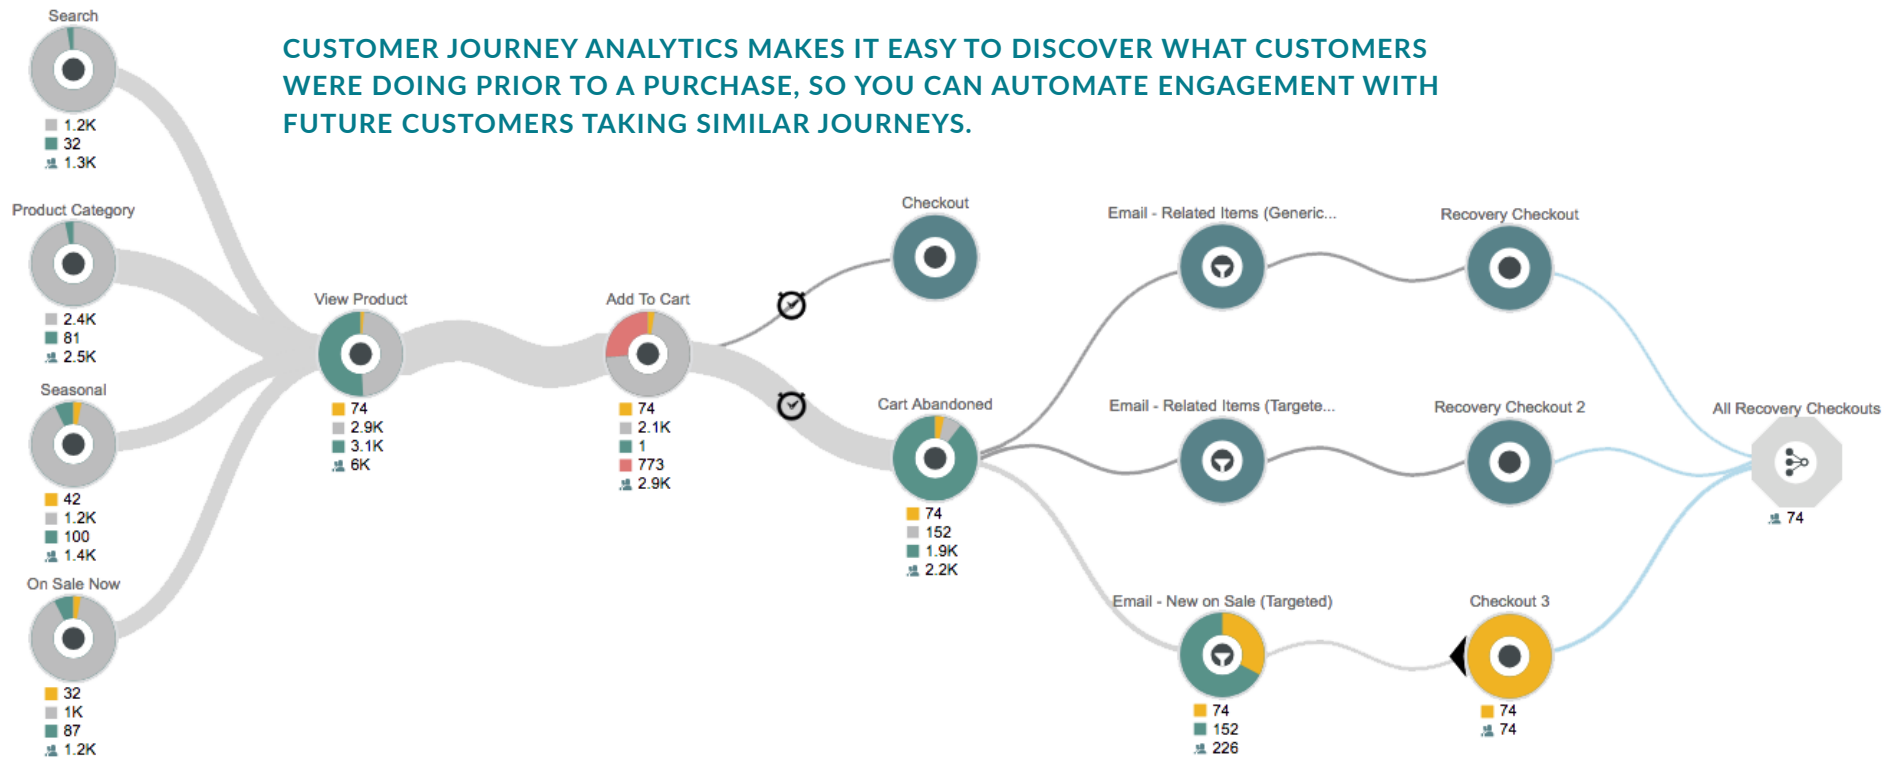 Search
CUSTOMER JOURNEY ANALYTICS MAKES IT EASY TO DISCOVER WHAT CUSTOMERS
WERE DOING PRIOR TO A PURCHASE, SO YOU CAN AUTOMATE ENGAGEMENT WITH
FUTURE CUSTOMERS TAKING SIMILAR JOURNEYS.
1.2K
32
1.3K
Product Category
2.4K
81
2.5K
Seasonal
42
1.2K
100
1.4K
On Sale Now
32
1K
87
1.2K
View Product
74
2.9K
3.1K
6K
Add To Cart
74
2.1K
1
773
2.9K
Checkout
Cart Abandoned
74
152
1.9K
2.2K
Email - Related Items (Generic...
Recovery Checkout
Email - Related Items (Targete...
Recovery Checkout 2
Email - New on Sale (Targeted)
74
152
226
Checkout 3
74
74
All Recovery Checkouts
74